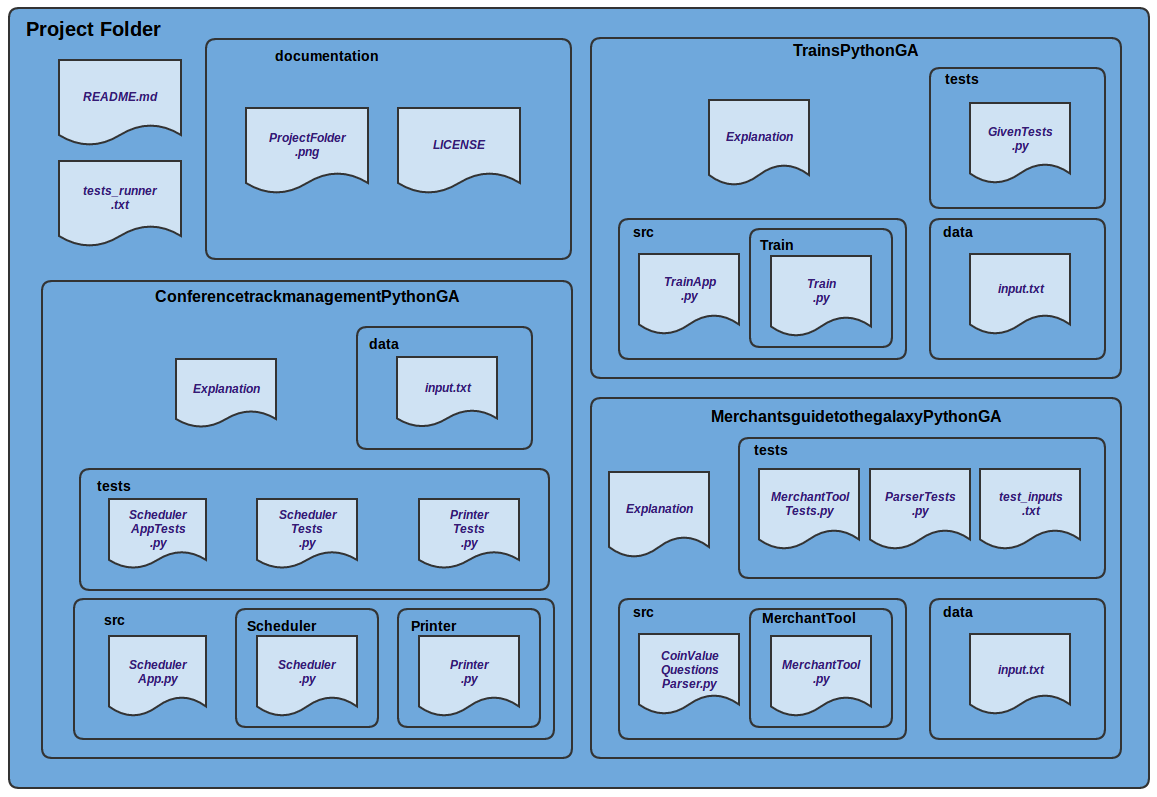 Project Folder
README.md
tests_runner
.txt
documentation
ProjectFolder
.png
LICENSE
TrainsPythonGA
Explanation
tests
GivenTests
.py
src
TrainApp
.py
Train
Train
.py
data
input.txt
ConferencetrackmanagementPythonGA
Explanation
data
input.txt
tests
Scheduler
AppTests
.py
Scheduler
Tests
.py
Printer
Tests
.py
src
Scheduler
App.py
Scheduler
Scheduler
.py
Printer
Printer
.py
MerchantsguidetothegalaxyPythonGA
Explanation
tests
MerchantTool
Tests.py
ParserTests
.py
test_inputs
.txt
src
CoinValue
Questions
Parser.py
MerchantTool
MerchantTool
.py
data
input.txt